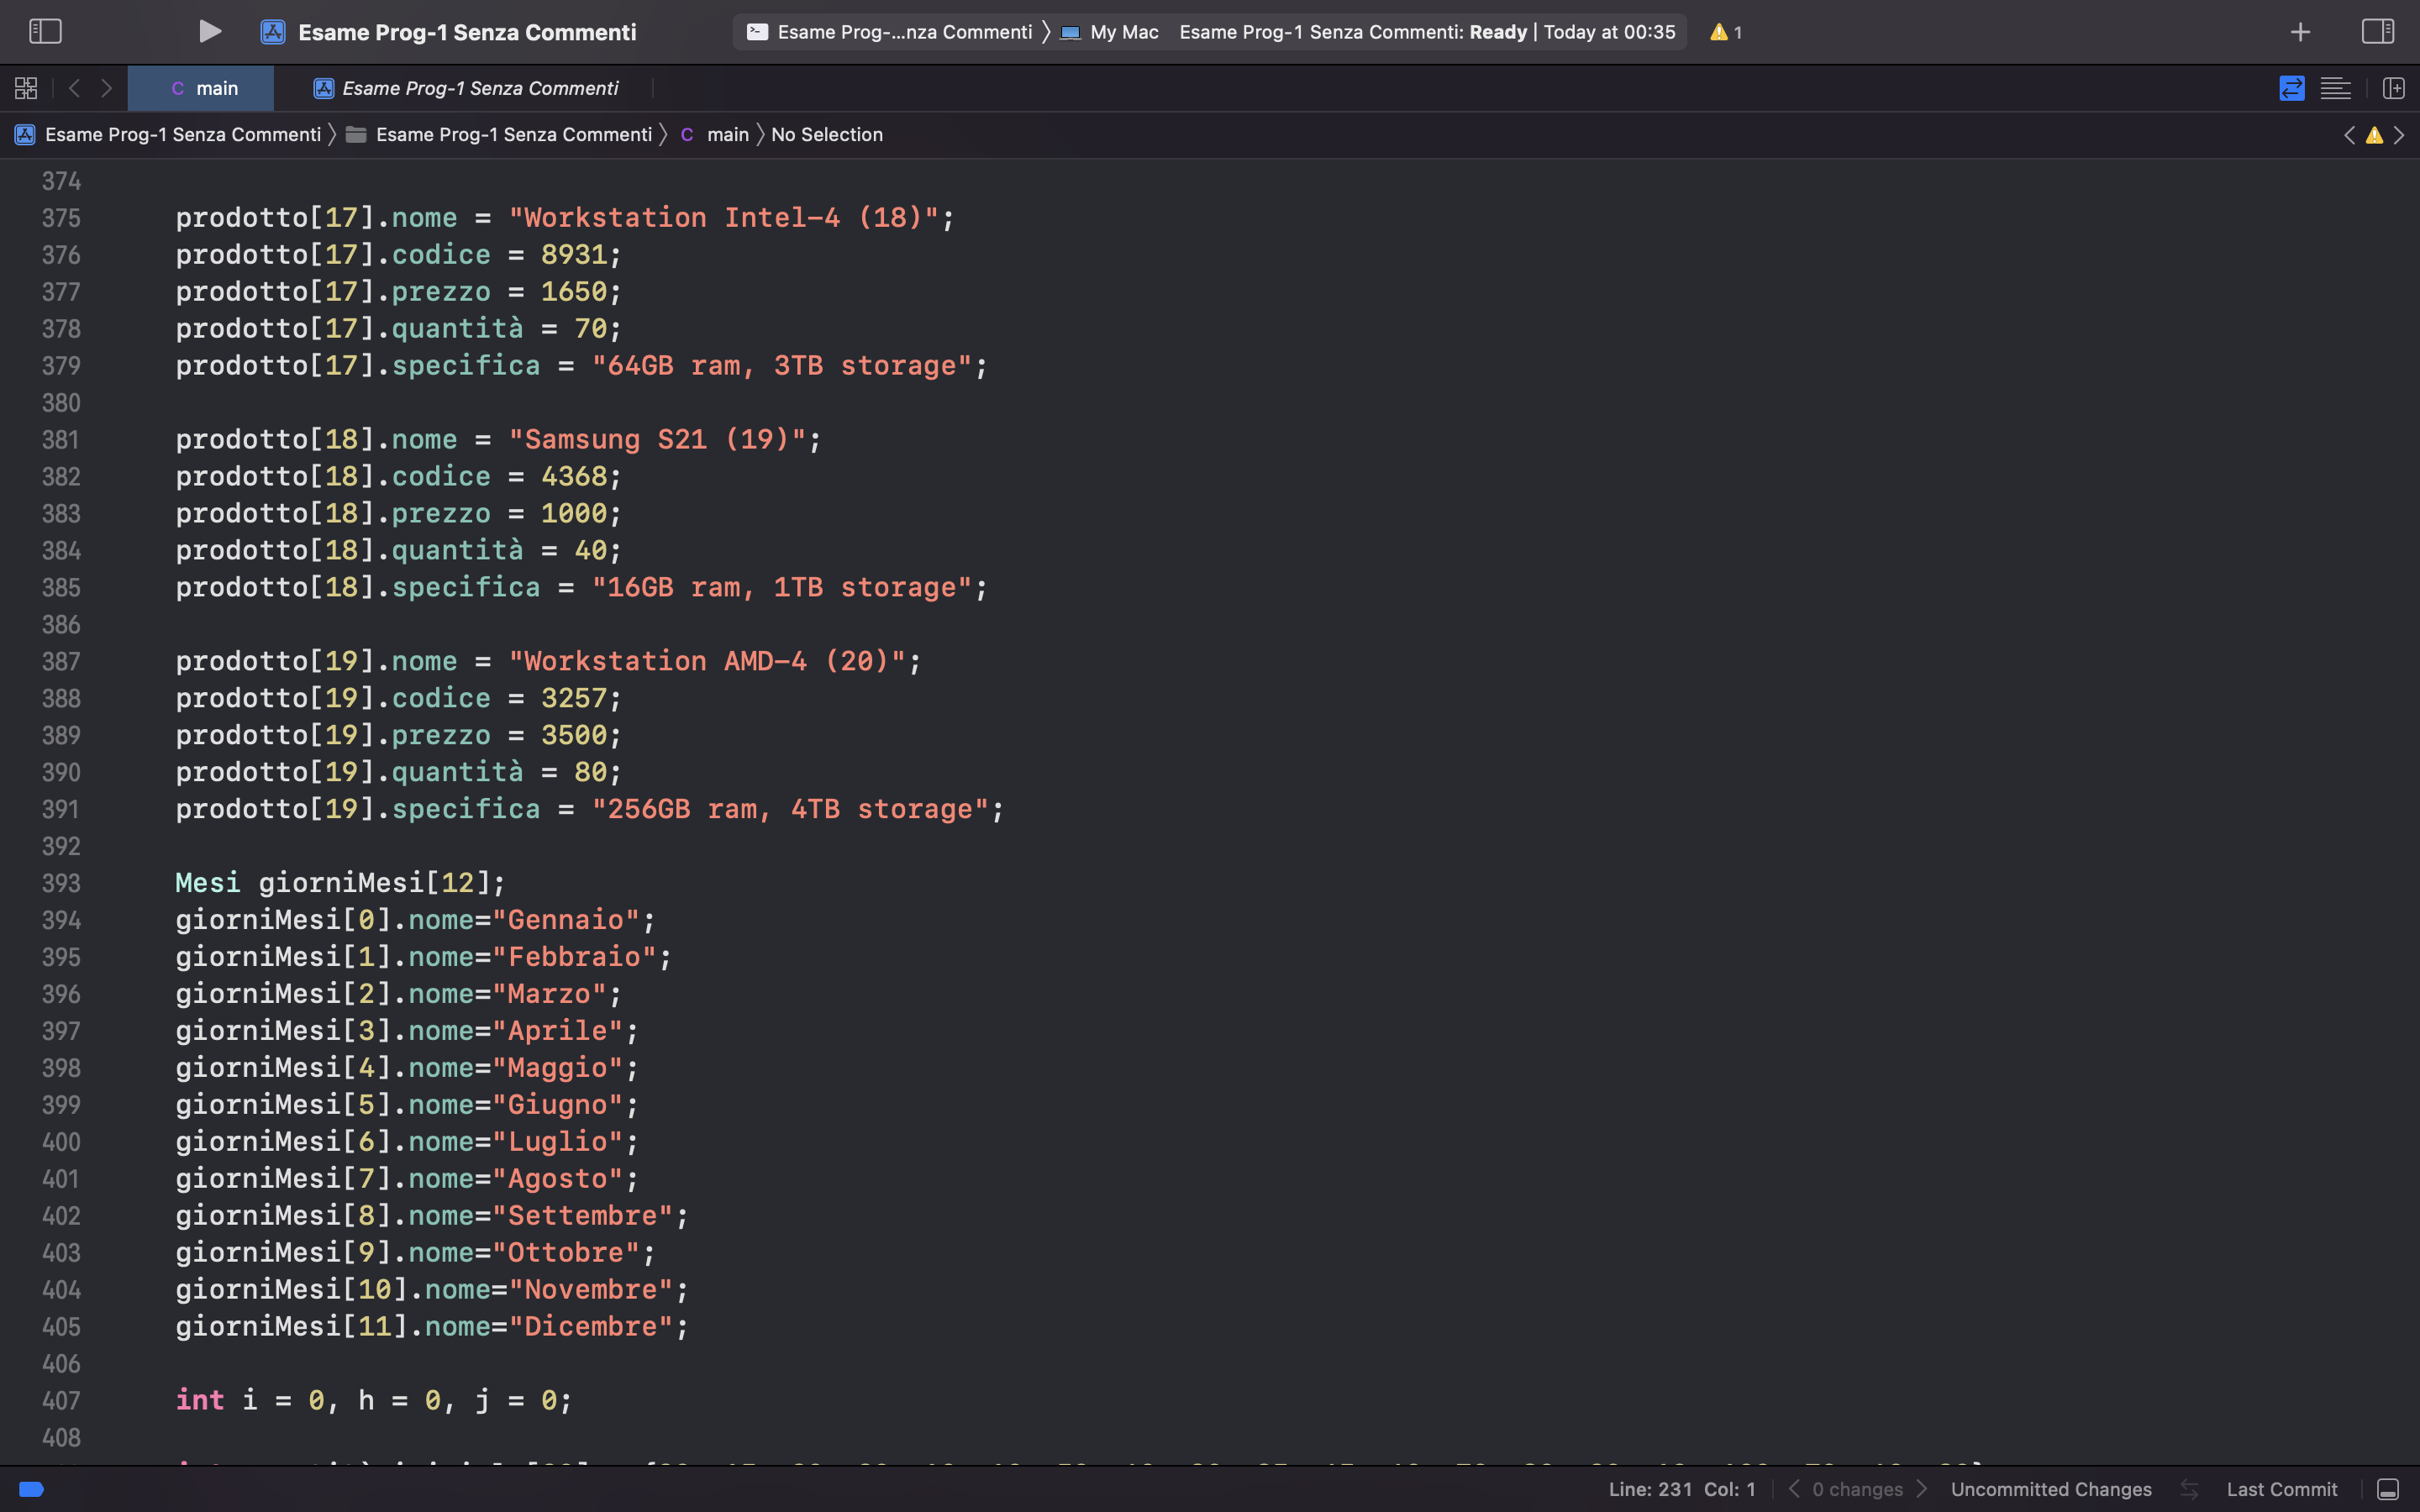 Esame Prog-1 Senza Commenti
Esame Prog-...nza Commenti 〉 My Mac Esame Prog-1 Senza Commenti: Ready | Today at 00:35 1
C main Esame Prog-1 Senza Commenti
Esame Prog-1 Senza Commenti 〉 Esame Prog-1 Senza Commenti 〉 C main 〉 No Selection
374
375 prodotto[17].nome = "Workstation Intel-4 (18)";
376 prodotto[17].codice = 8931;
377 prodotto[17].prezzo = 1650;
378 prodotto[17].quantità = 70;
379 prodotto[17].specifica = "64GB ram, 3TB storage";
380
381 prodotto[18].nome = "Samsung S21 (19)";
382 prodotto[18].codice = 4368;
383 prodotto[18].prezzo = 1000;
384 prodotto[18].quantità = 40;
385 prodotto[18].specifica = "16GB ram, 1TB storage";
386
387 prodotto[19].nome = "Workstation AMD-4 (20)";
388 prodotto[19].codice = 3257;
389 prodotto[19].prezzo = 3500;
390 prodotto[19].quantità = 80;
391 prodotto[19].specifica = "256GB ram, 4TB storage";
392
393 Mesi giorniMesi[12];
394 giorniMesi[0].nome="Gennaio";
395 giorniMesi[1].nome="Febbraio";
396 giorniMesi[2].nome="Marzo";
397 giorniMesi[3].nome="Aprile";
398 giorniMesi[4].nome="Maggio";
399 giorniMesi[5].nome="Giugno";
400 giorniMesi[6].nome="Luglio";
401 giorniMesi[7].nome="Agosto";
402 giorniMesi[8].nome="Settembre";
403 giorniMesi[9].nome="Ottobre";
404 giorniMesi[10].nome="Novembre";
405 giorniMesi[11].nome="Dicembre";
406
407 int i = 0, h = 0, j = 0;
408
Line: 231 Col: 1 0 changes Uncommitted Changes Last Commit